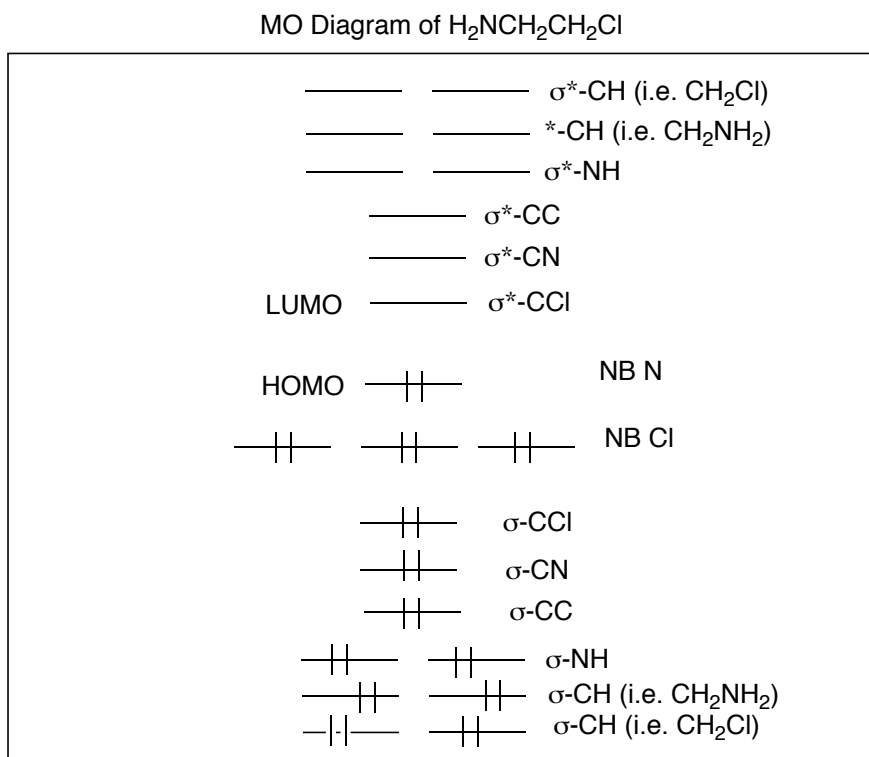 MO Diagram of H₂NCH₂CH₂Cl
σ*-CH (i.e. CH₂Cl)
*-CH (i.e. CH₂NH₂)
σ*-NH
σ*-CC
σ*-CN
LUMO σ*-CCl
HOMO NB N
NB Cl
σ-CCl
σ-CN
σ-CC
σ-NH
σ-CH (i.e. CH₂NH₂)
σ-CH (i.e. CH₂Cl)